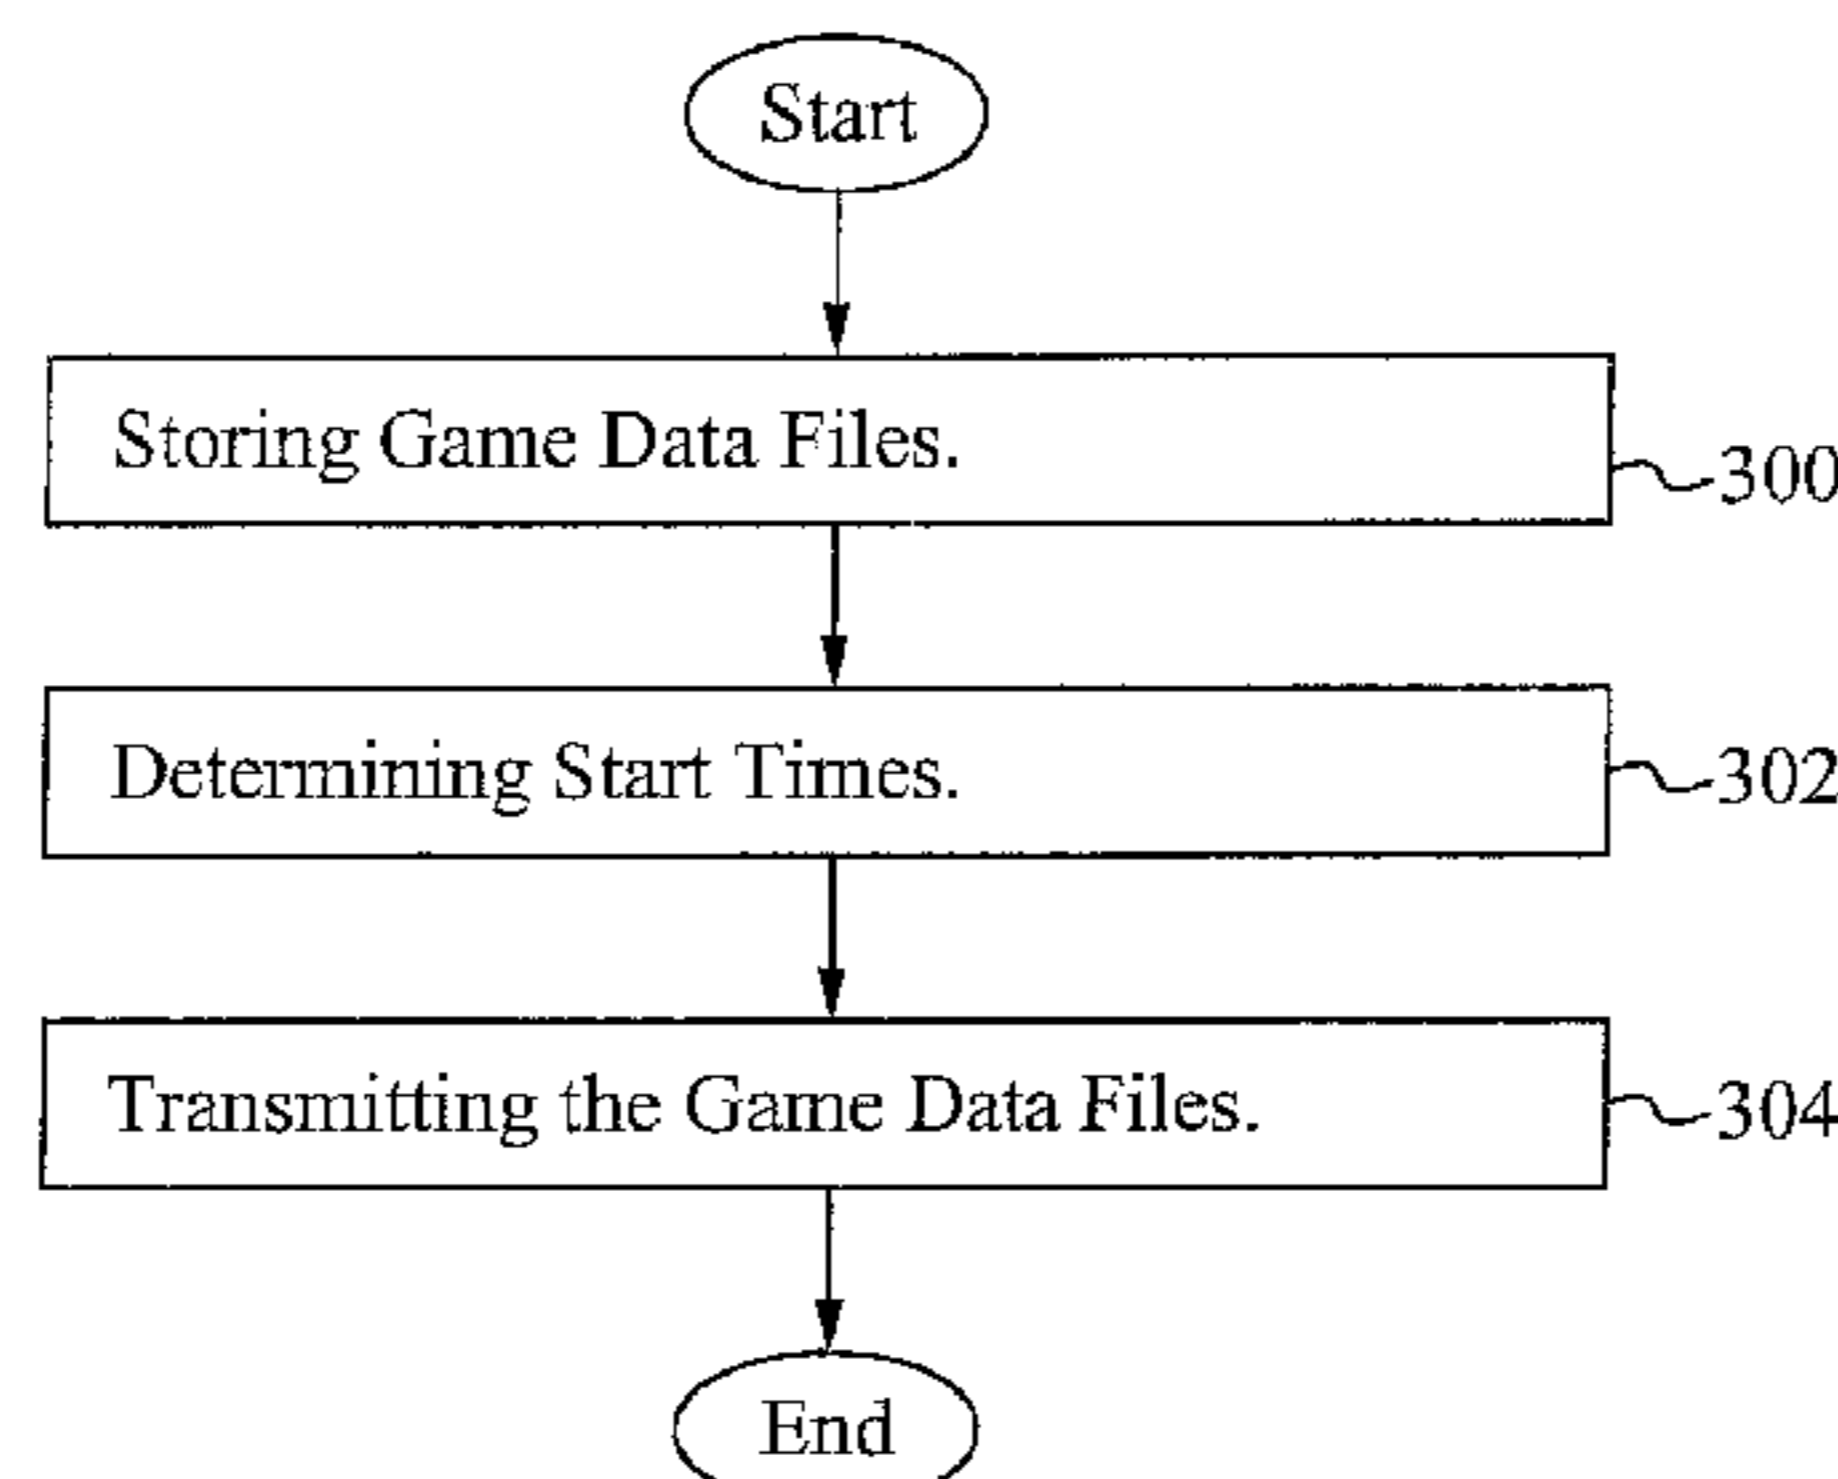 Start
Storing Game Data Files.
300
Determining Start Times.
302
Transmitting the Game Data Files.
304
End